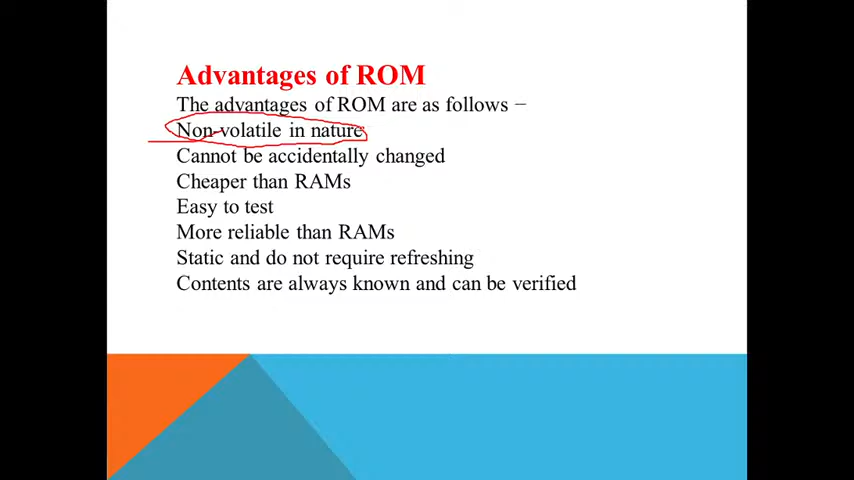 Advantages of ROM
The advantages of ROM are as follows −
Non-volatile in nature
Cannot be accidentally changed
Cheaper than RAMs
Easy to test
More reliable than RAMs
Static and do not require refreshing
Contents are always known and can be verified